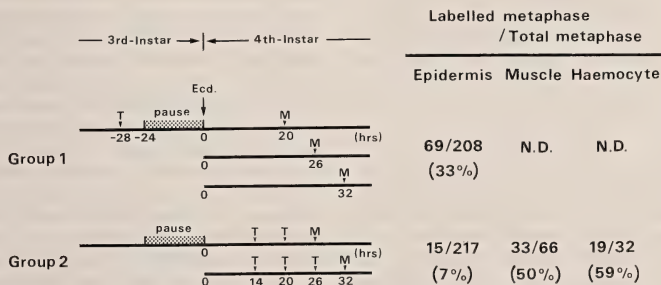 Labelled metaphase
/ Total metaphase
3rd-Instar 4th-Instar
Epidermis Muscle Haemocyte
Ecd.
T pause M
-28 -24 0 20 (hrs)
69/208 N.D. N.D.
(33%)
M
Group 1
0 26
M
0 32
pause T T M
0 (hrs)
Group 2
15/217 33/66 19/32
T T T M
(7%) (50%) (59%)
0 14 20 26 32